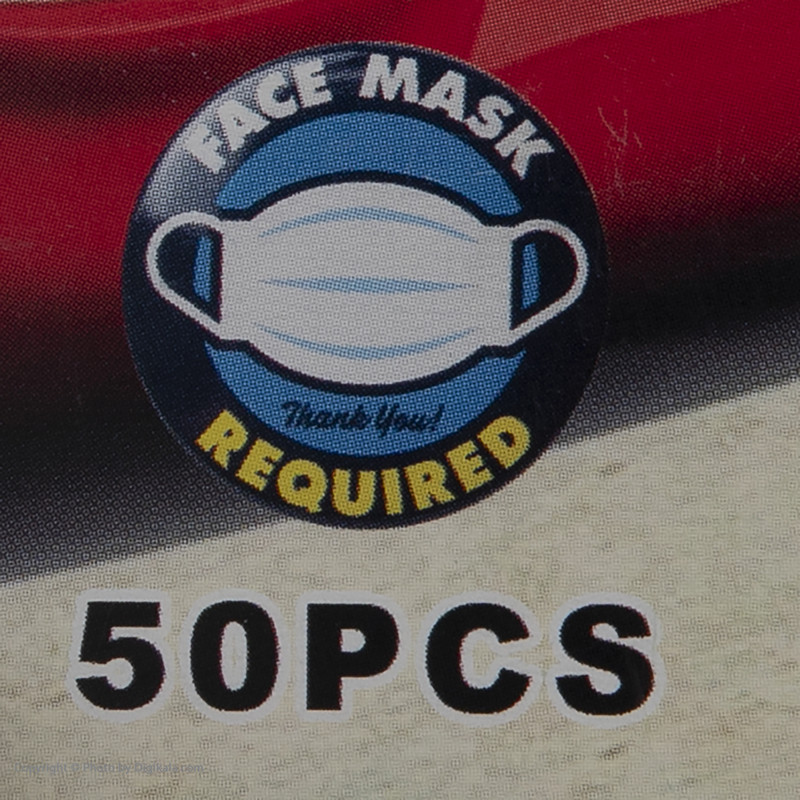 FACE MASK
Thank You!
REQUIRED
50PCS